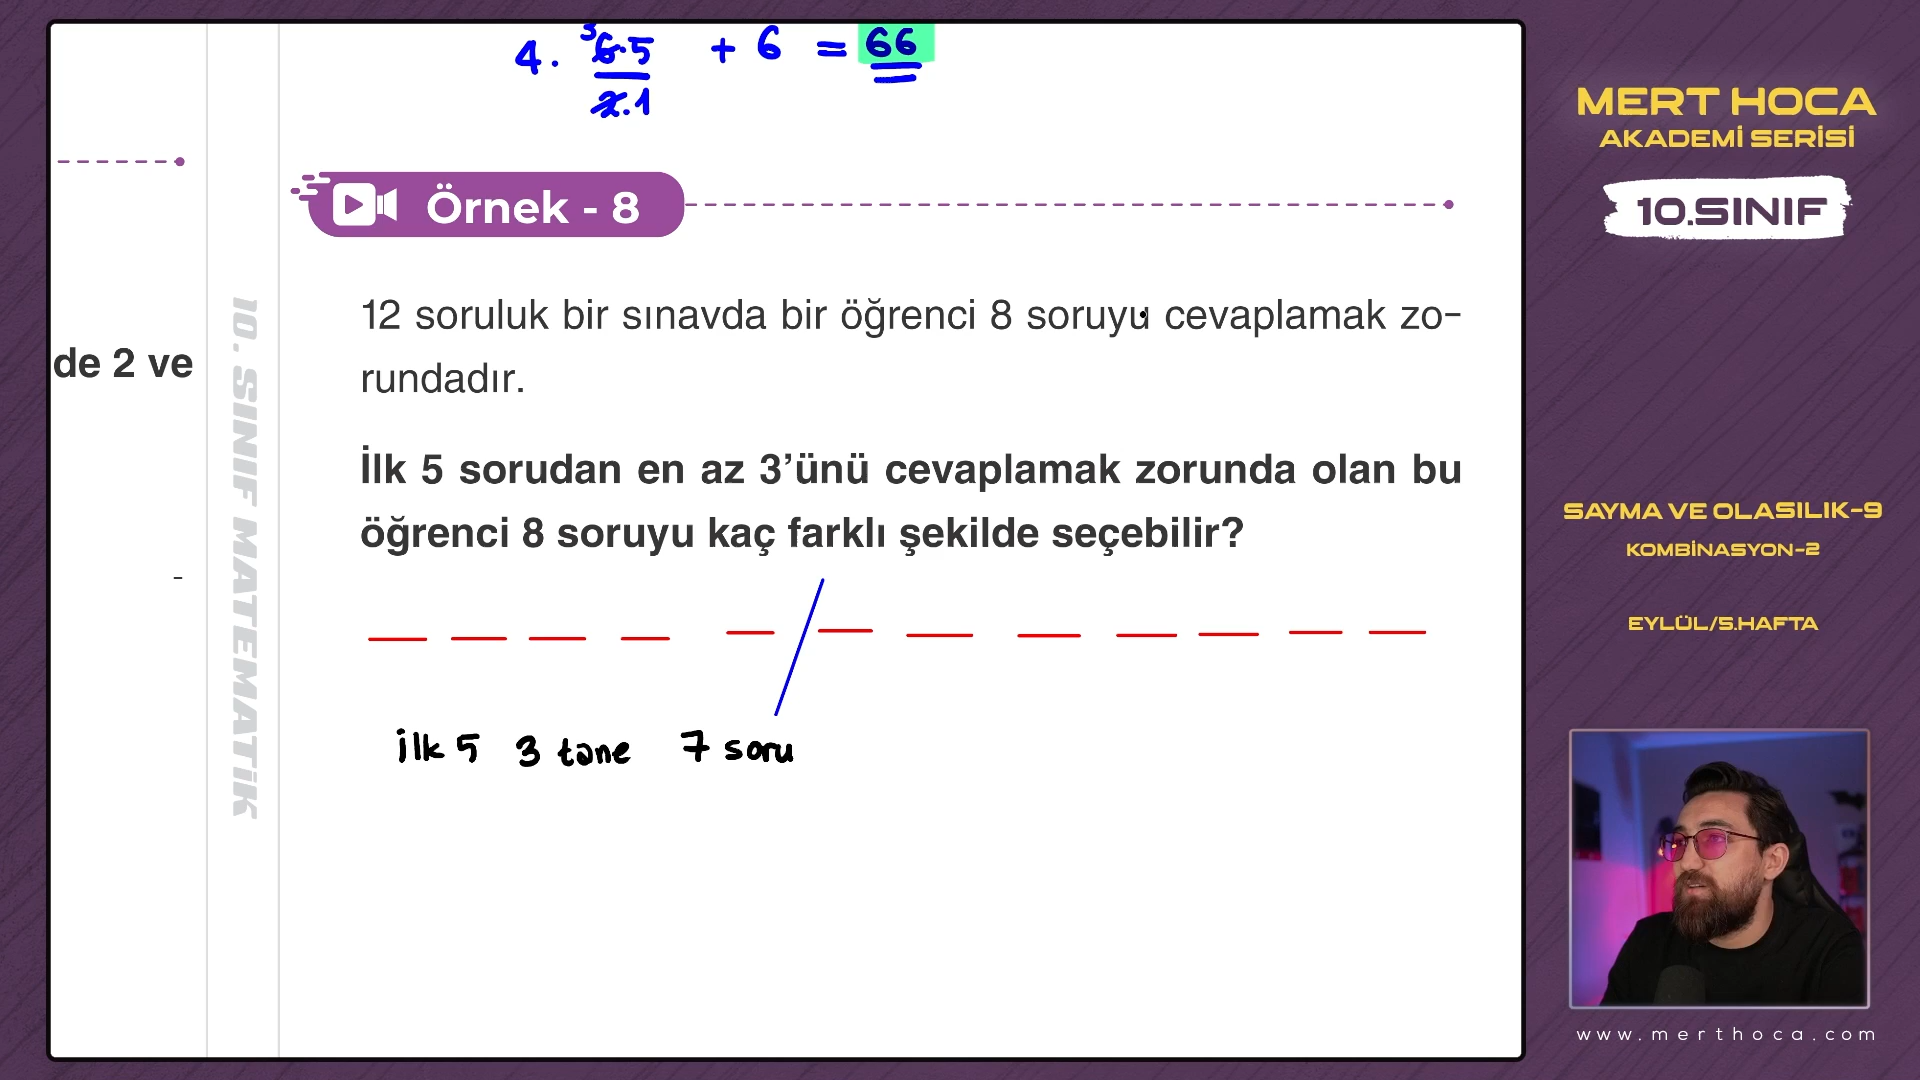 4. 3 6.5 + 6 = 66
2.1
Örnek - 8
12 soruluk bir sınavda bir öğrenci 8 soruyu cevaplamak zo-
rundadır.
İlk 5 sorudan en az 3'ünü cevaplamak zorunda olan bu
öğrenci 8 soruyu kaç farklı şekilde seçebilir?
ilk 5 3 tane 7 soru
de 2 ve
-
10. SINIF MATEMATİK
MERT HOCA
AKADEMİ SERİSİ
10.SINIF
SAYMA VE OLASILIK-9
KOMBİNASYON-2
EYLÜL/5.HAFTA
www.merthoca.com